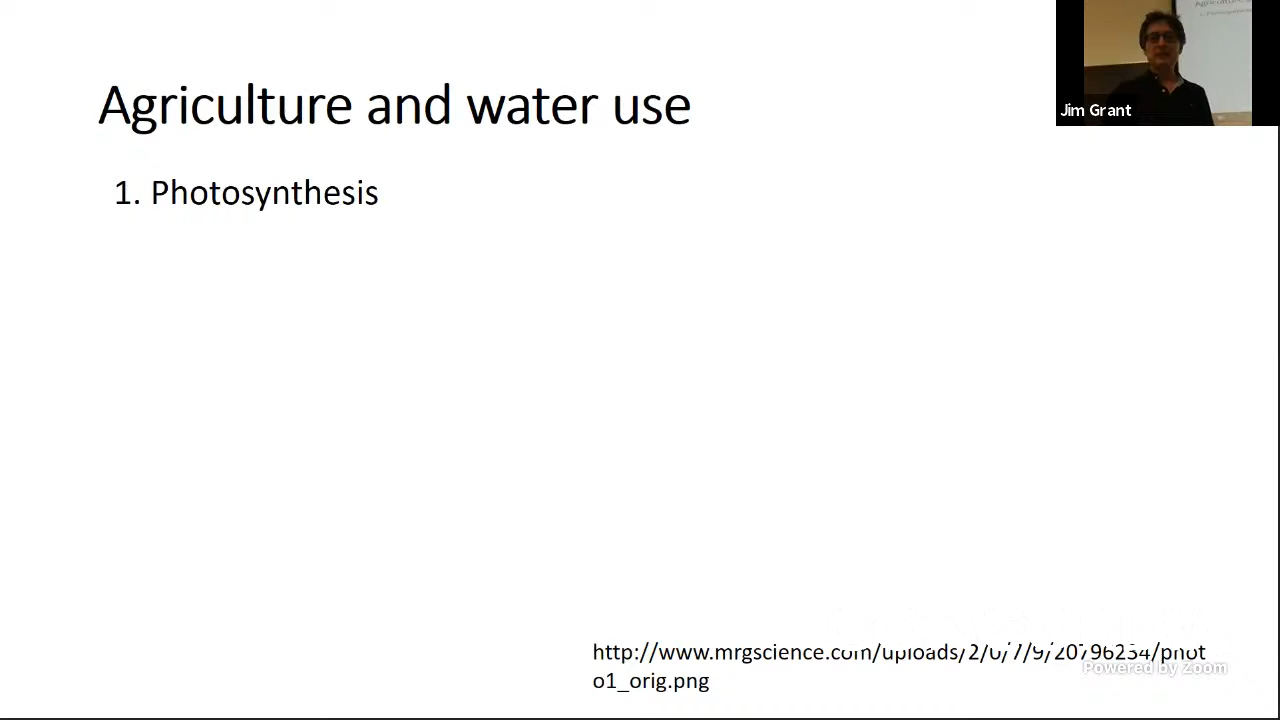 Agriculture and water use
Jim Grant
1. Photosynthesis
http://www.mrgscience.com/uploads/2/0/7/9/20796234/phot
o1_orig.png
Powered by Zoom